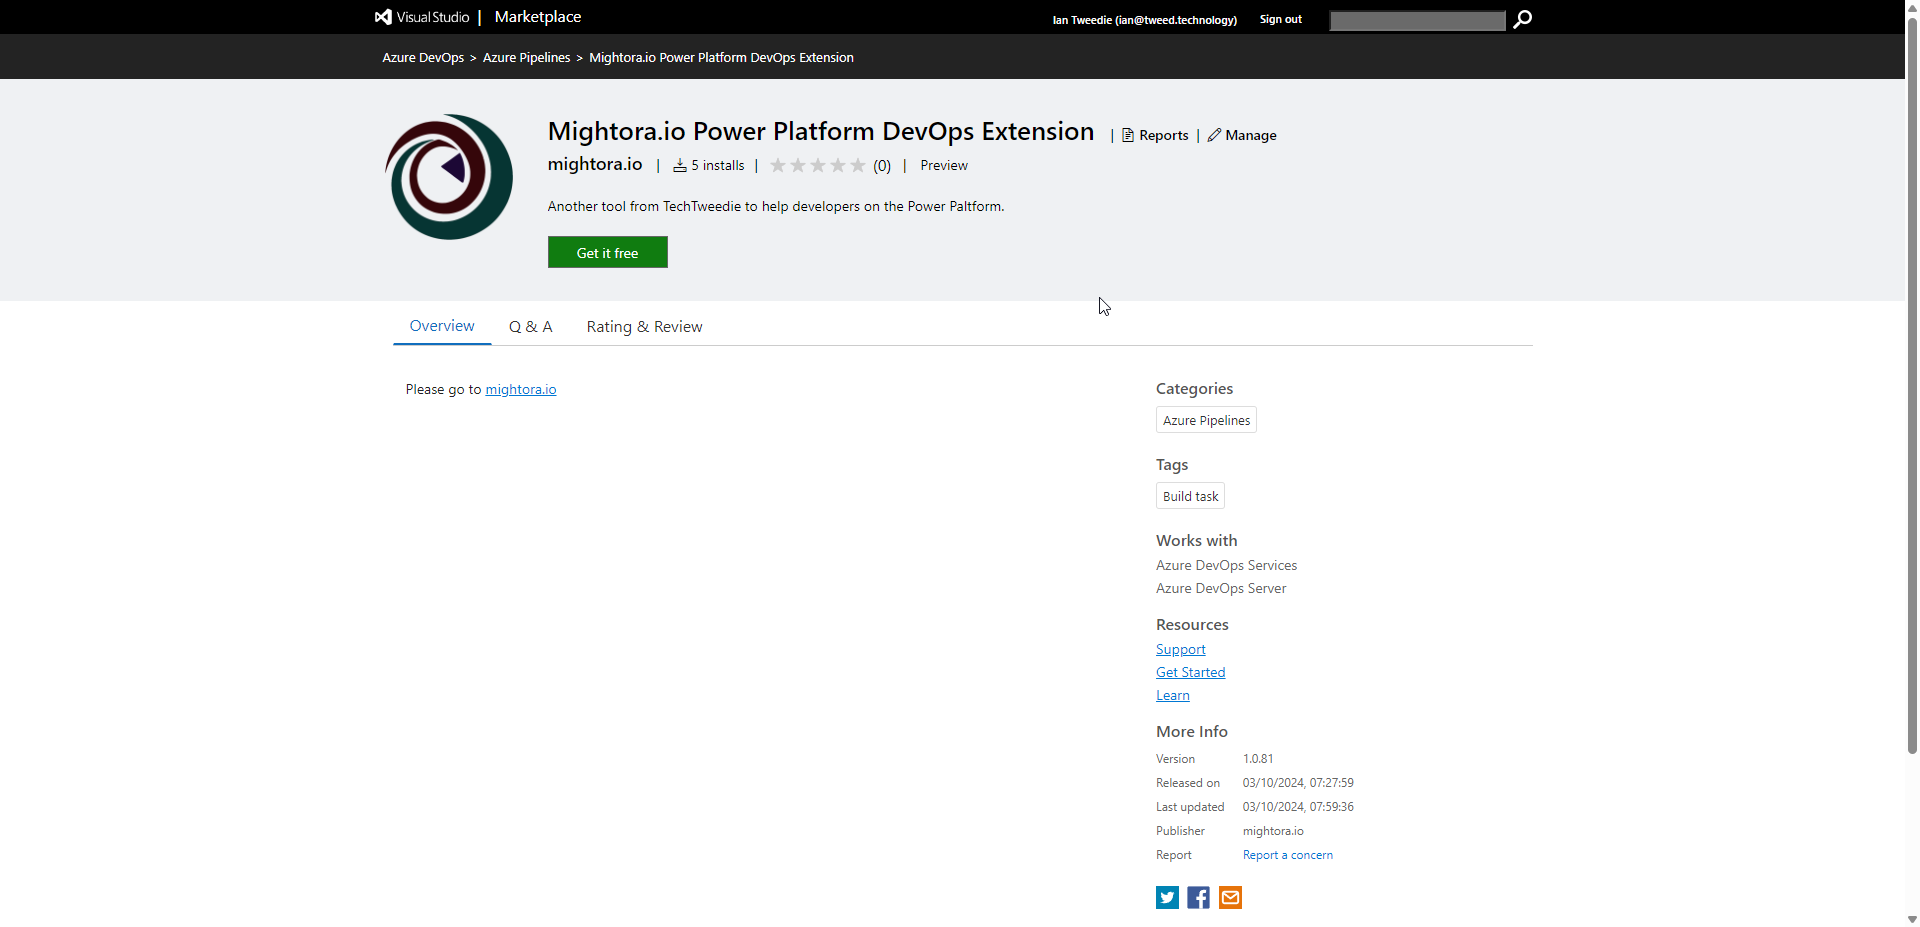 Visual Studio | Marketplace
Ian Tweedie (ian@tweed.technology) Sign out
Azure DevOps > Azure Pipelines > Mightora.io Power Platform DevOps Extension
Mightora.io Power Platform DevOps Extension | Reports | Manage
mightora.io | 5 installs | (0) | Preview
Another tool from TechTweedie to help developers on the Power Paltform.
Get it free
Overview Q & A Rating & Review
Please go to mightora.io
Categories
Azure Pipelines
Tags
Build task
Works with
Azure DevOps Services
Azure DevOps Server
Resources
Support
Get Started
Learn
More Info
Version 1.0.81
Released on 03/10/2024, 07:27:59
Last updated 03/10/2024, 07:59:36
Publisher mightora.io
Report Report a concern